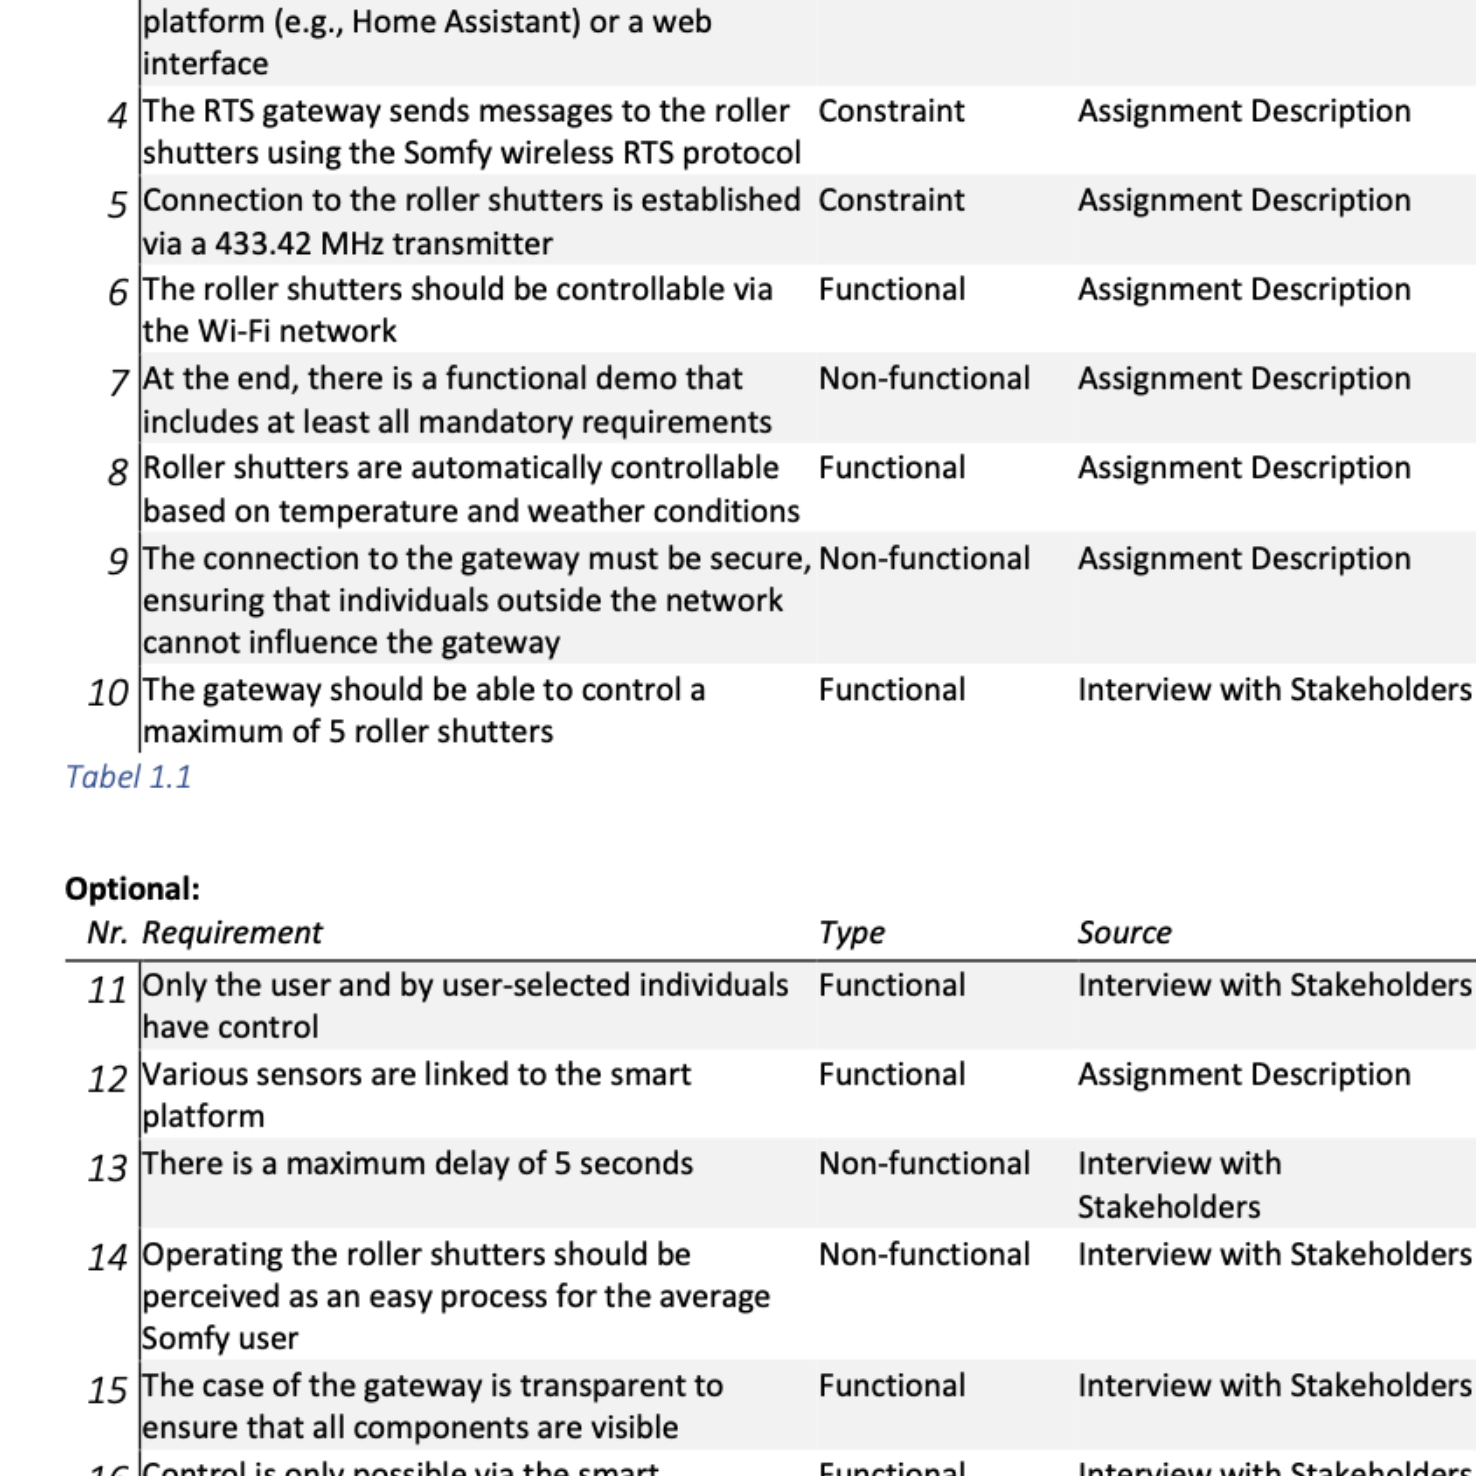 platform (e.g., Home Assistant) or a web
interface
4 The RTS gateway sends messages to the roller Constraint Assignment Description
shutters using the Somfy wireless RTS protocol
5 Connection to the roller shutters is established Constraint Assignment Description
via a 433.42 MHz transmitter
6 The roller shutters should be controllable via Functional Assignment Description
the Wi-Fi network
7 At the end, there is a functional demo that Non-functional Assignment Description
includes at least all mandatory requirements
8 Roller shutters are automatically controllable Functional Assignment Description
based on temperature and weather conditions
9 The connection to the gateway must be secure, Non-functional Assignment Description
ensuring that individuals outside the network
cannot influence the gateway
10 The gateway should be able to control a Functional Interview with Stakeholders
maximum of 5 roller shutters
Tabel 1.1
Optional:
Nr. Requirement Type Source
11 Only the user and by user-selected individuals Functional Interview with Stakeholders
have control
12 Various sensors are linked to the smart Functional Assignment Description
platform
13 There is a maximum delay of 5 seconds Non-functional Interview with
Stakeholders
14 Operating the roller shutters should be Non-functional Interview with Stakeholders
perceived as an easy process for the average
Somfy user
15 The case of the gateway is transparent to Functional Interview with Stakeholders
ensure that all components are visible
16 Control is only possible via the smart Functional Interview with Stakeholders